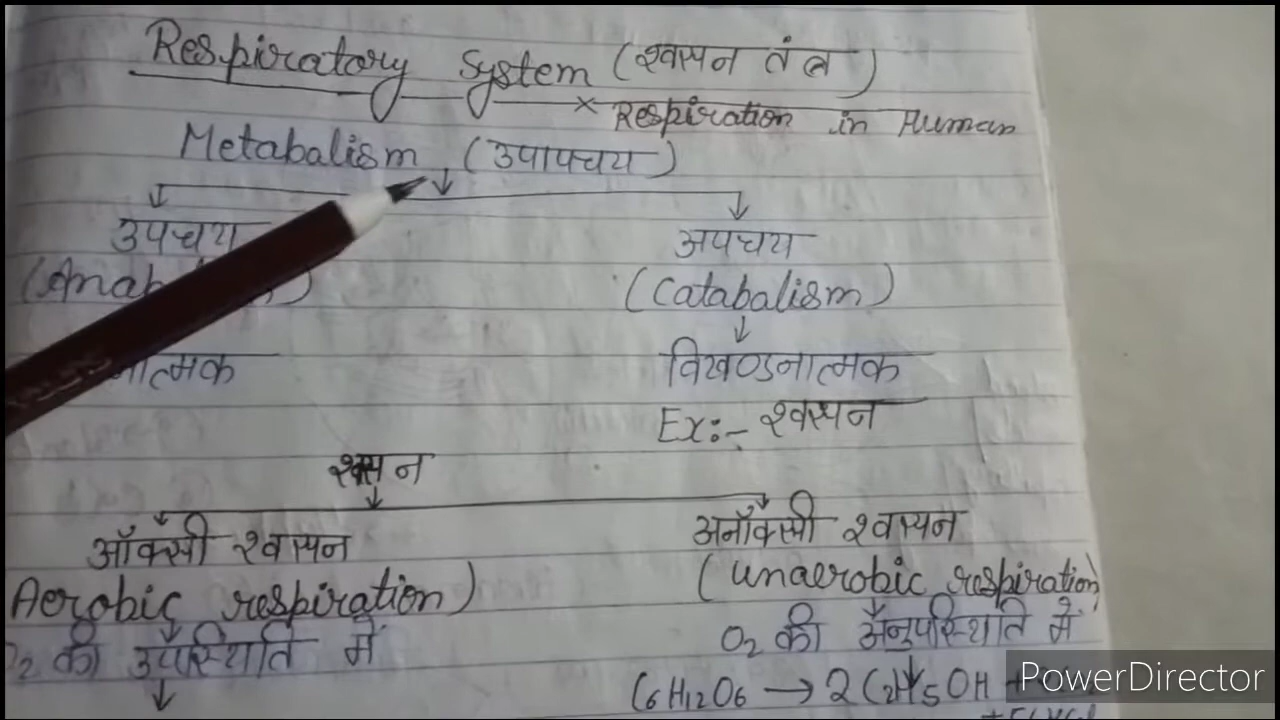 Respiratory System (श्वसन तंत्र)
× Respiration in Human
Metabalism (उपापचय)
उपचय अपचय
(Catabalism)
विखण्डनात्मक
Ex:- श्वसन
श्वसन
ऑक्सी श्वसन अनॉक्सी श्वसन
Aerobic respiration) (unaerobic respiration)
O2 की उपस्थिति में O2 की अनुपस्थिति में
C6H12O6 → 2C2H5OH +
PowerDirector